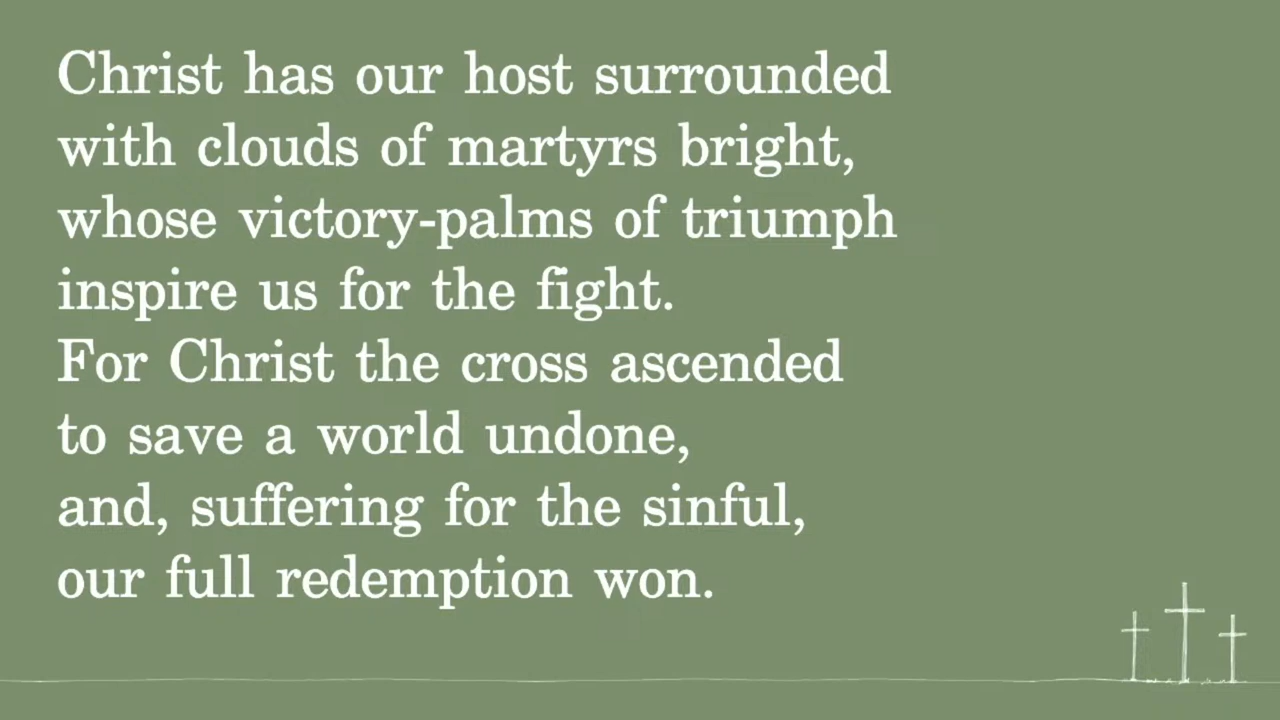 Christ has our host surrounded
with clouds of martyrs bright,
whose victory-palms of triumph
inspire us for the fight.
For Christ the cross ascended
to save a world undone,
and, suffering for the sinful,
our full redemption won.